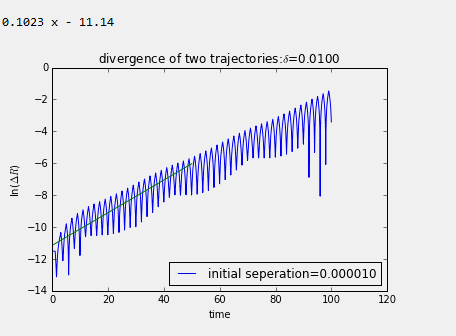 0.1023 x - 11.14
divergence of two trajectories:δ=0.0100
0
−2
−4
−6
−8
−10
−12
−14
ln(ΔR)
initial seperation=0.000010
0 20 40 60 80 100 120
time